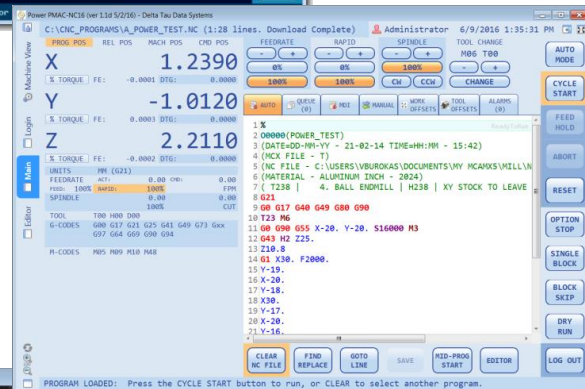 Power PMAC-NC16 (ver 1.1d 5/2/16) - Delta Tau Data Systems
C:\CNC_PROGRAMS\A_POWER_TEST.NC (1:28 lines. Download Complete) Administrator 6/9/2016 1:35:31 PM
PROG POS REL POS MACH POS CMD POS
X 1.2390
% TORQUE FE: -0.0001 DTG: 0.0000
Y -1.0120
% TORQUE FE: 0.0003 DTG: 0.0000
Z 2.2110
% TORQUE FE: -0.0002 DTG: 0.0000
UNITS MM (G21)
FEEDRATE ACT: 0.00 CMD: 0.00
FEED: 100% RAPID: 100% FPM
SPINDLE 0.00 0.00
100% CUT
TOOL T00 H00 D00
G-CODES G00 G17 G21 G25 G41 G49 G73 Gxx
G97 G64 G69 G90 G94
M-CODES M05 M09 M10 M48
Machine View
Login
Main
Editor
FEEDRATE RAPID SPINDLE TOOL CHANGE
- + - + - + M06 T00
0% 0% 100% - +
100% 100% CW CCW CHANGE
AUTO QUEUE (0) MDI MANUAL WORK OFFSETS TOOL OFFSETS ALARMS (0)
1 %
2 O0000(POWER_TEST)
3 (DATE=DD-MM-YY - 21-02-14 TIME=HH:MM - 15:42)
4 (MCX FILE - T)
5 (NC FILE - C:\USERS\VBUROKAS\DOCUMENTS\MY MCAMX5\MILL\N
6 (MATERIAL - ALUMINUM INCH - 2024)
7 ( T238 | 4. BALL ENDMILL | H238 | XY STOCK TO LEAVE
8 G21
9 G0 G17 G40 G49 G80 G90
10 T23 M6
11 G0 G90 G55 X-20. Y-20. S16000 M3
12 G43 H2 Z25.
13 Z10.8
14 G1 X30. F2000.
15 Y-19.
16 X-20.
17 Y-18.
18 X30.
19 Y-17.
20 X-20.
21 Y-16.
CLEAR NC FILE
FIND REPLACE
GOTO LINE
SAVE
MID-PROG START
EDITOR
AUTO MODE
CYCLE START
FEED HOLD
ABORT
RESET
OPTION STOP
SINGLE BLOCK
BLOCK SKIP
DRY RUN
LOG OUT
PROGRAM LOADED: Press the CYCLE START button to run, or CLEAR to select another program.